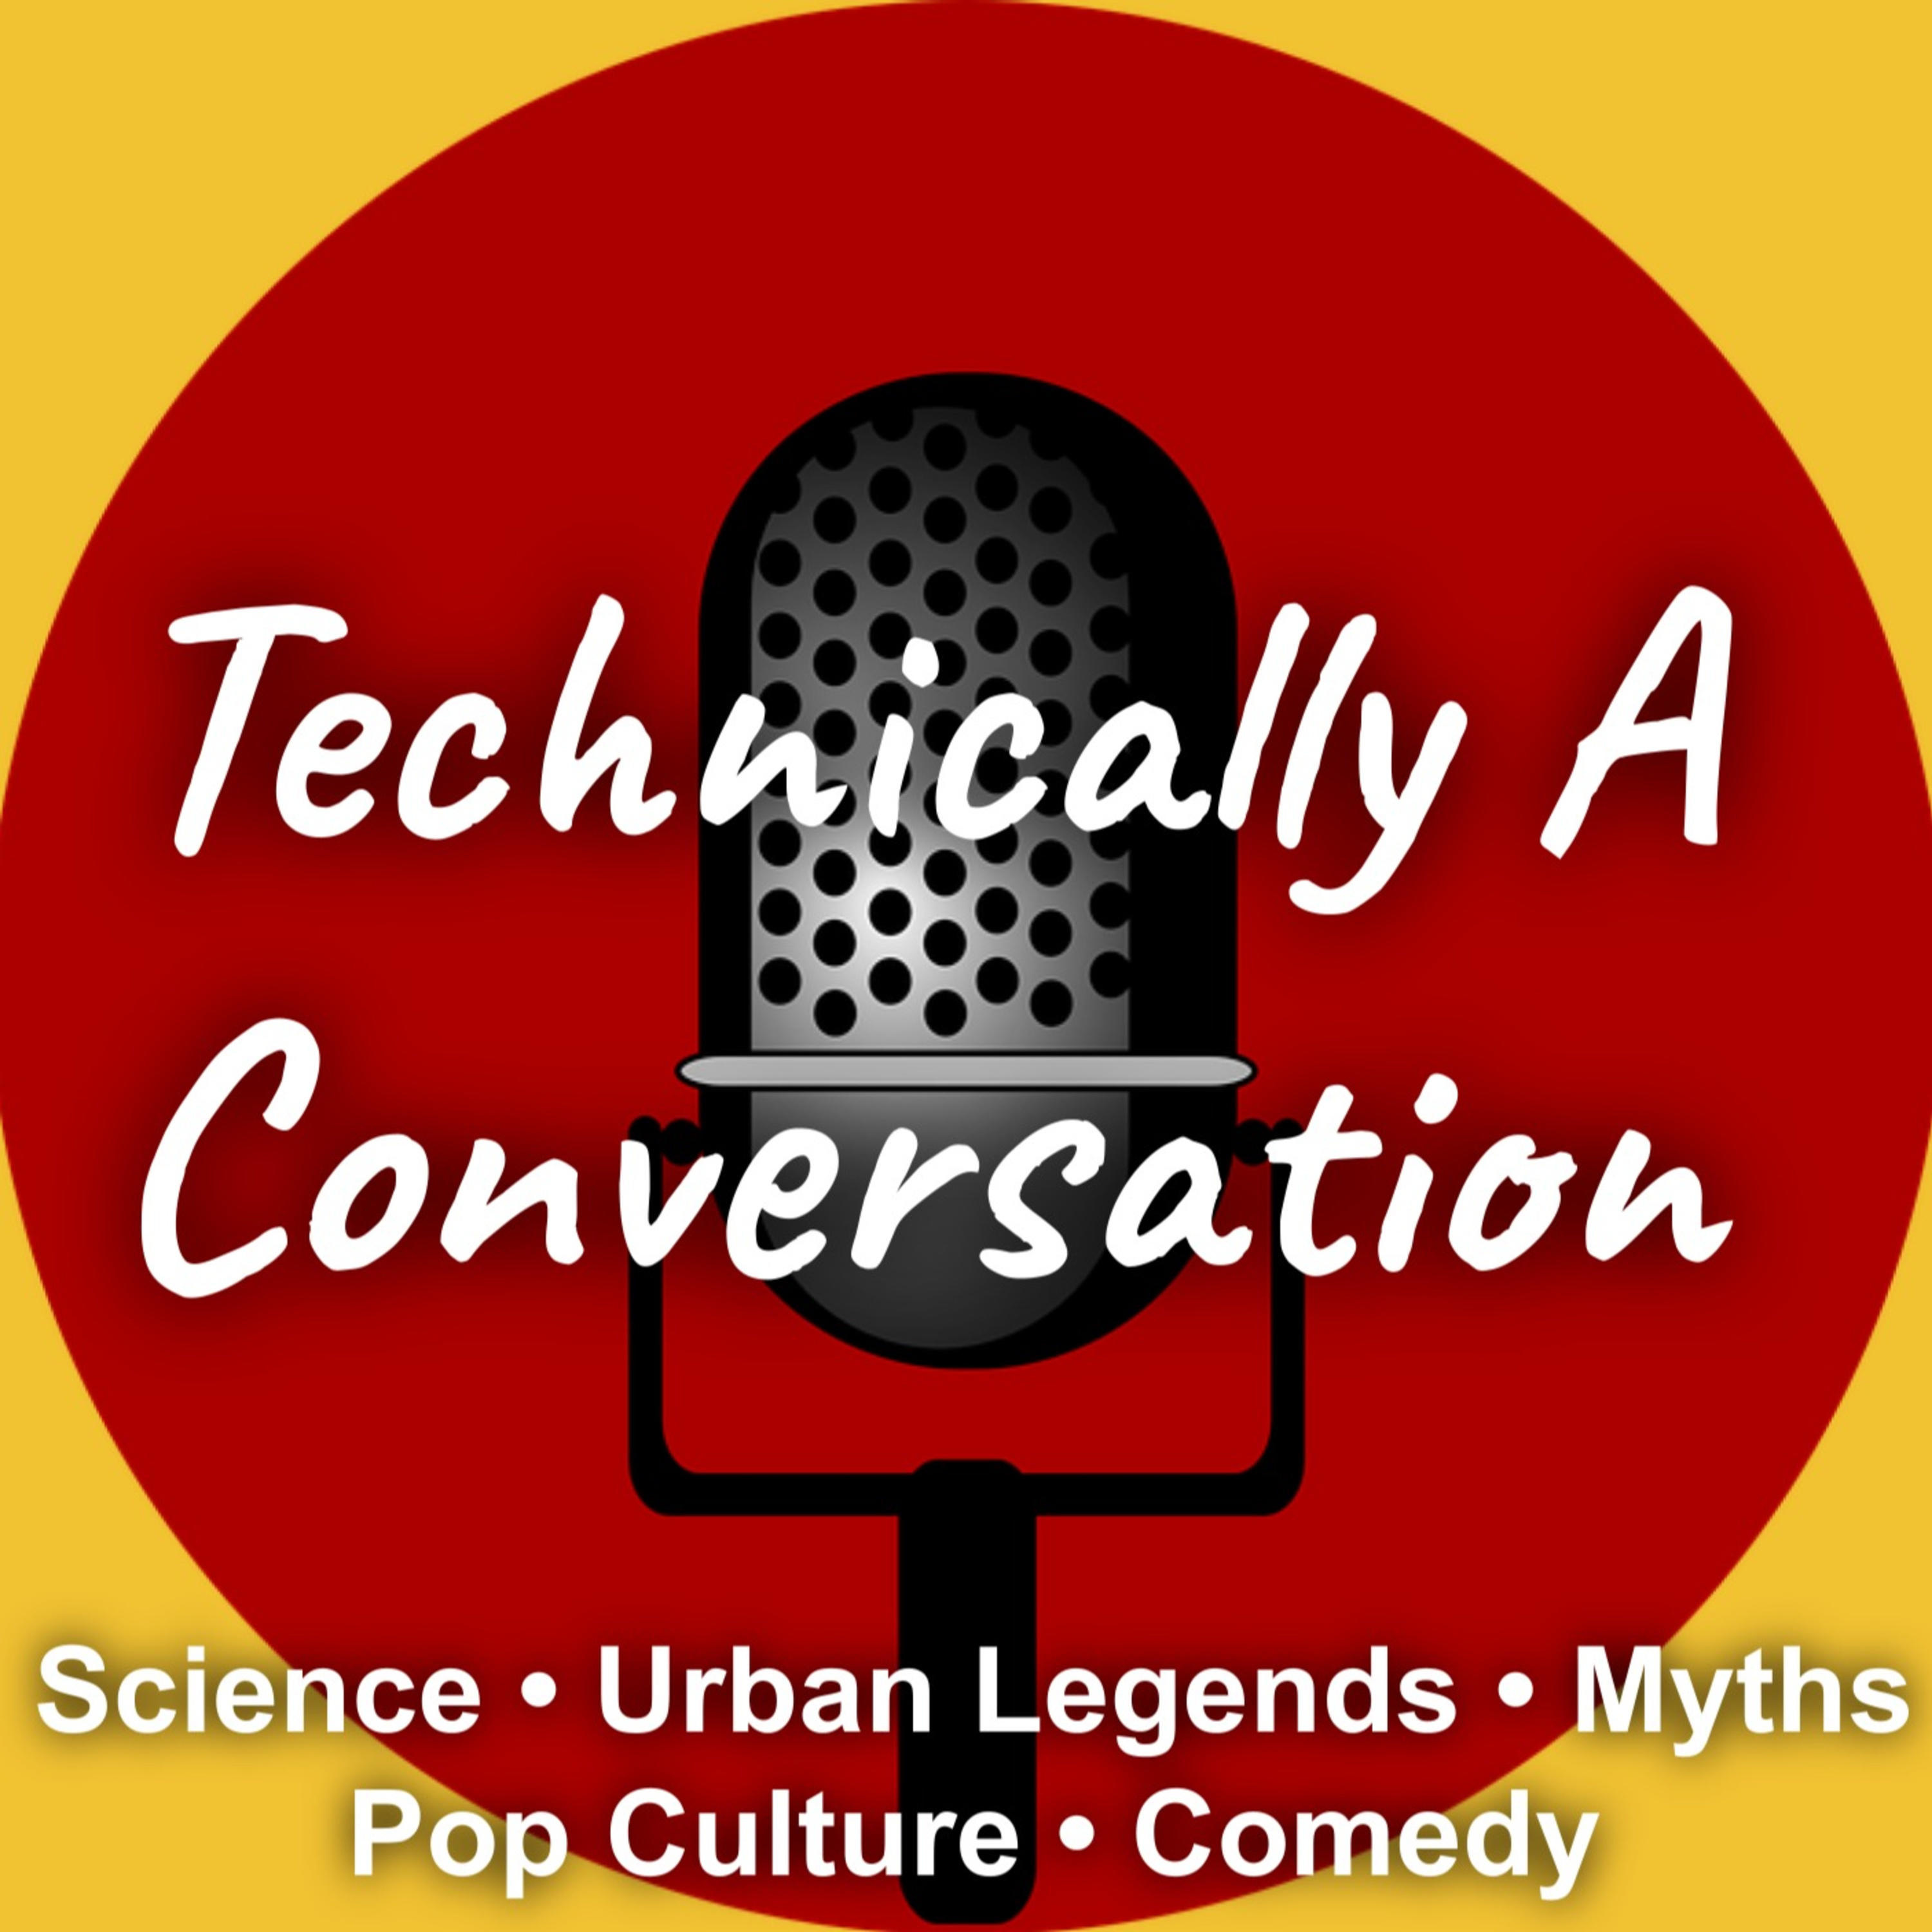 Technically A
Conversation
Science • Urban Legends • Myths
Pop Culture • Comedy